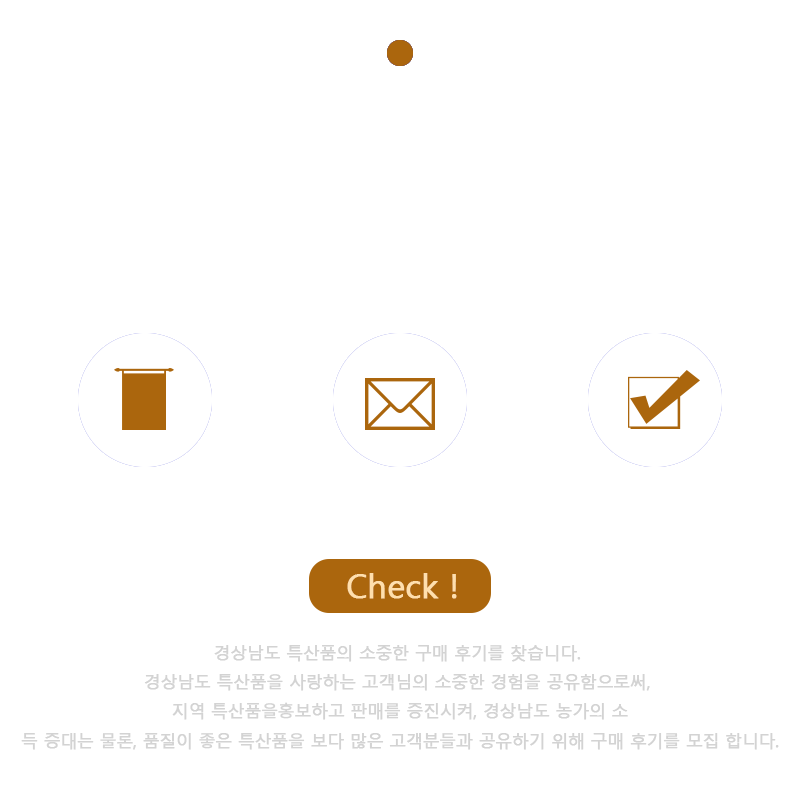 Check !
경상남도 특산품의 소중한 구매 후기를 찾습니다.
경상남도 특산품을 사랑하는 고객님의 소중한 경험을 공유함으로써,
지역 특산품을홍보하고 판매를 증진시켜, 경상남도 농가의 소
득 증대는 물론, 품질이 좋은 특산품을 보다 많은 고객분들과 공유하기 위해 구매 후기를 모집 합니다.